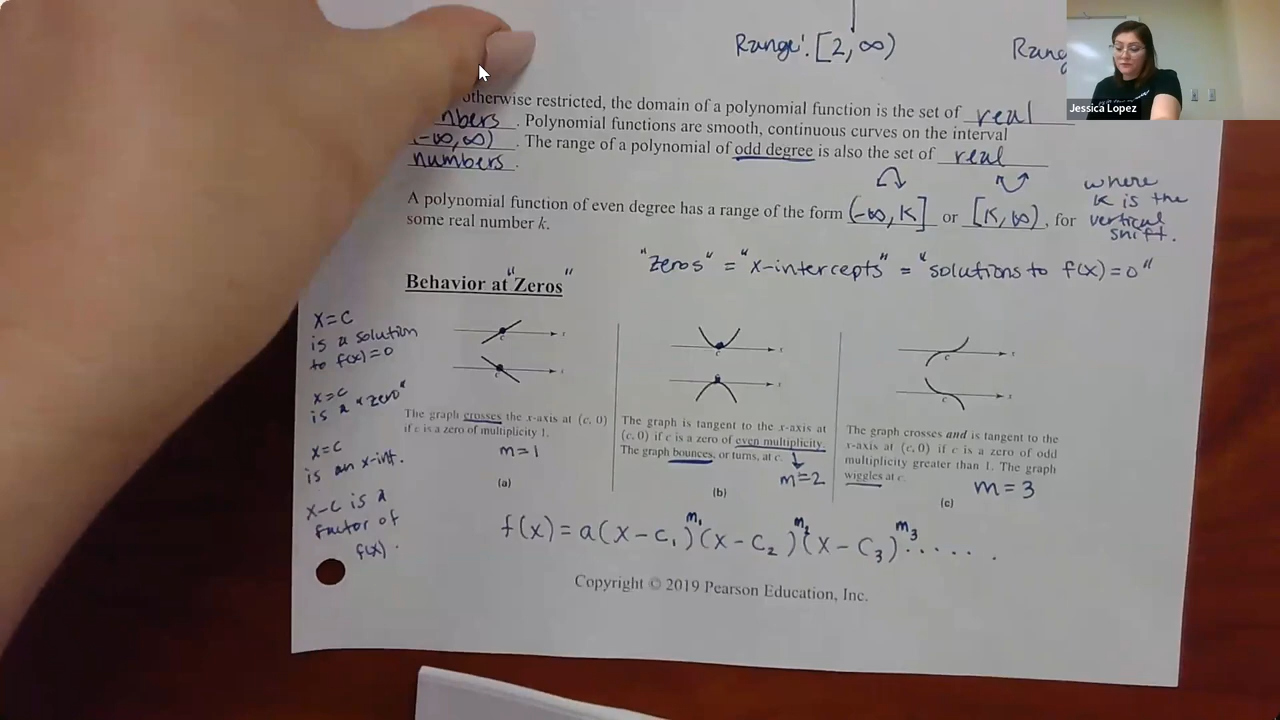 Range: [2, ∞)
Rang
Jessica Lopez
otherwise restricted, the domain of a polynomial function is the set of real
nbers. Polynomial functions are smooth, continuous curves on the interval
(-∞,∞). The range of a polynomial of odd degree is also the set of real
numbers.
A polynomial function of even degree has a range of the form (-∞, K] or [K, ∞), for
some real number k.
where
K is the
vertical
shift.
"zeros" = "x-intercepts" = "solutions to f(x)=0"
Behavior at "Zeros"
x=c
is a solution
to f(x)=0
x=c
is a "zero"
x=c
is an x-int.
x-c is a
factor of
f(x).
c
x
c
x
The graph crosses the x-axis at (c, 0)
if c is a zero of multiplicity 1.
m=1
(a)
c
x
c
x
The graph is tangent to the x-axis at
(c, 0) if c is a zero of even multiplicity.
The graph bounces, or turns, at c.
m=2
(b)
c
x
c
x
The graph crosses and is tangent to the
x-axis at (c, 0) if c is a zero of odd
multiplicity greater than 1. The graph
wiggles at c.
m=3
(c)
f(x) = a(x-c₁)^m₁(x-c₂)^m₂(x-c₃)^m₃......
Copyright © 2019 Pearson Education, Inc.